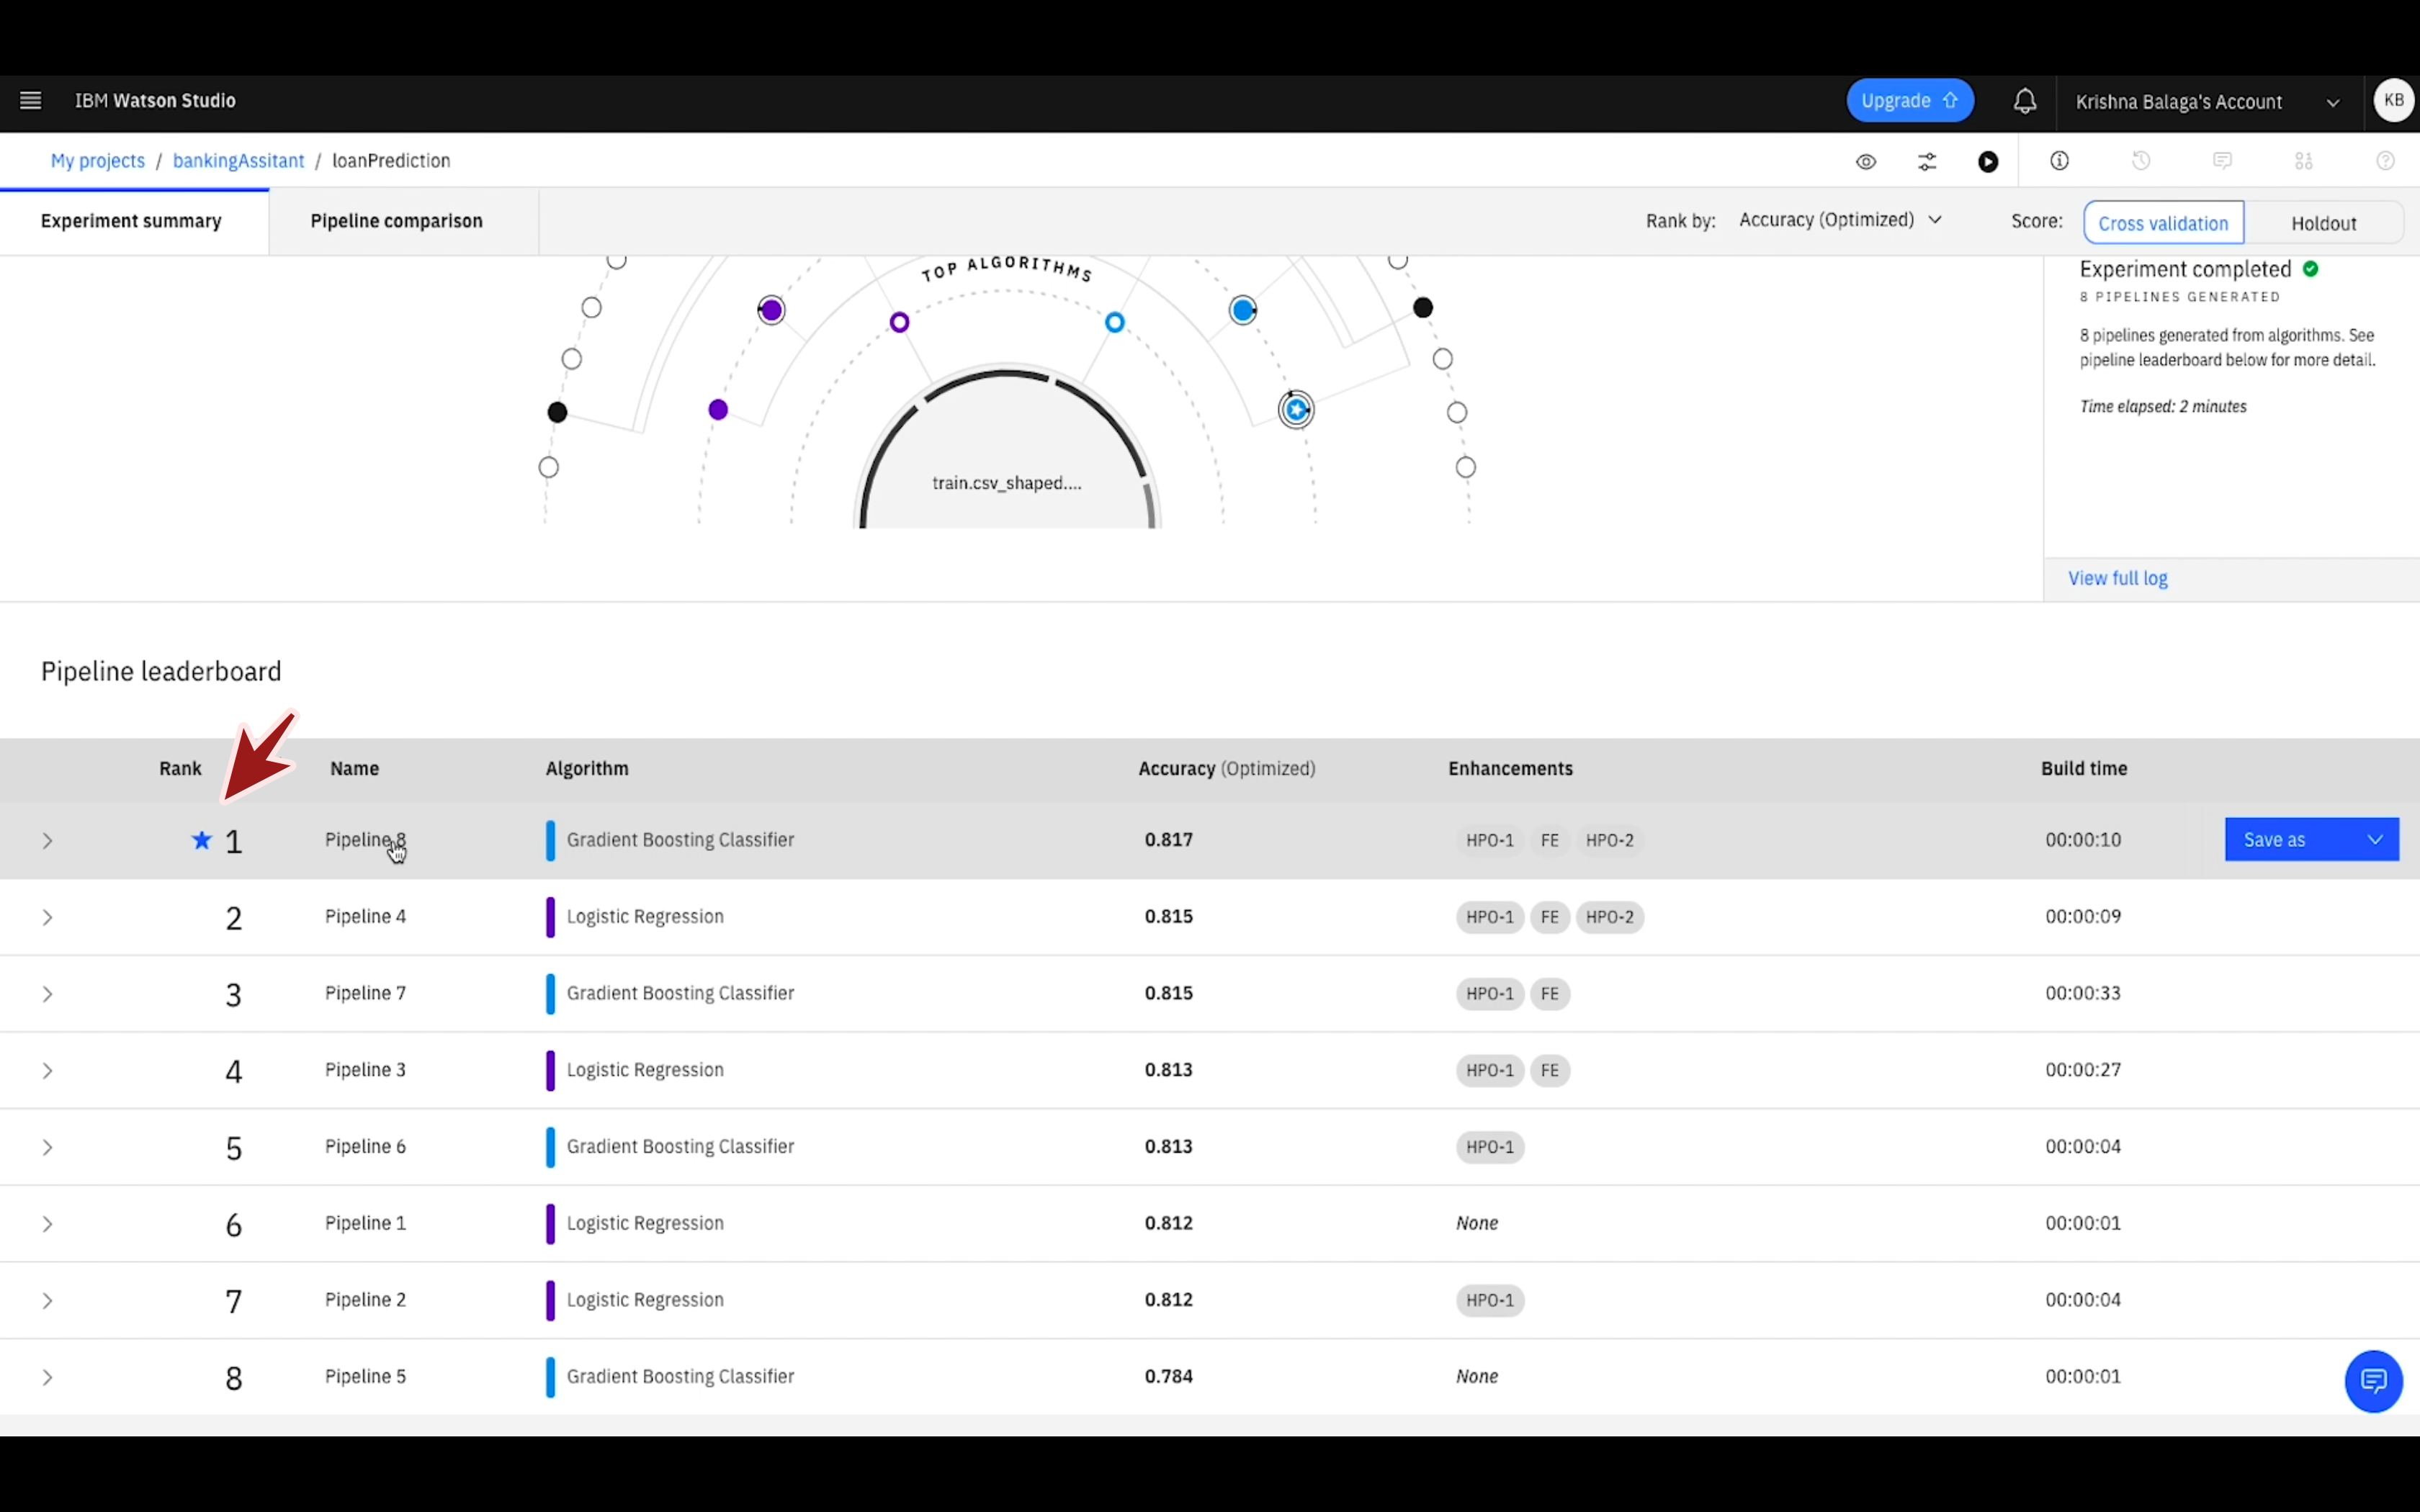 IBM Watson Studio
Upgrade
Krishna Balaga's Account
KB
My projects / bankingAssitant / loanPrediction
Experiment summary
Pipeline comparison
Rank by: Accuracy (Optimized)
Score: Cross validation Holdout
TOP ALGORITHMS
train.csv_shaped....
Experiment completed
8 PIPELINES GENERATED
8 pipelines generated from algorithms. See
pipeline leaderboard below for more detail.
Time elapsed: 2 minutes
View full log
Pipeline leaderboard
Rank Name Algorithm Accuracy (Optimized) Enhancements Build time
1 Pipeline 8 Gradient Boosting Classifier 0.817 HPO-1 FE HPO-2 00:00:10 Save as
2 Pipeline 4 Logistic Regression 0.815 HPO-1 FE HPO-2 00:00:09
3 Pipeline 7 Gradient Boosting Classifier 0.815 HPO-1 FE 00:00:33
4 Pipeline 3 Logistic Regression 0.813 HPO-1 FE 00:00:27
5 Pipeline 6 Gradient Boosting Classifier 0.813 HPO-1 00:00:04
6 Pipeline 1 Logistic Regression 0.812 None 00:00:01
7 Pipeline 2 Logistic Regression 0.812 HPO-1 00:00:04
8 Pipeline 5 Gradient Boosting Classifier 0.784 None 00:00:01